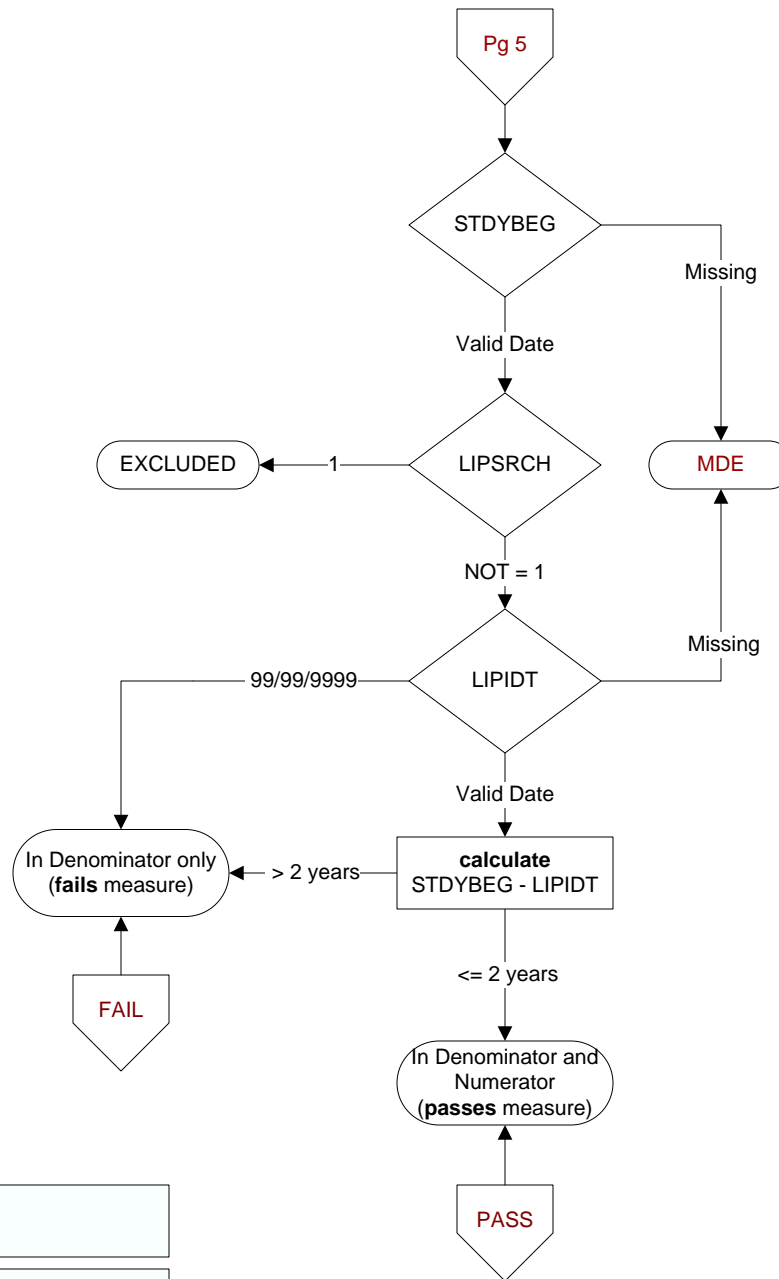 Pg 5
STDYBEG
Missing
Valid Date
EXCLUDED
1
LIPSRCH
MDE
NOT = 1
Missing
99/99/9999
LIPIDT
Valid Date
In Denominator only
(fails measure)
> 2 years
calculate
STDYBEG - LIPIDT
<= 2 years
FAIL
In Denominator and
Numerator
(passes measure)
PASS